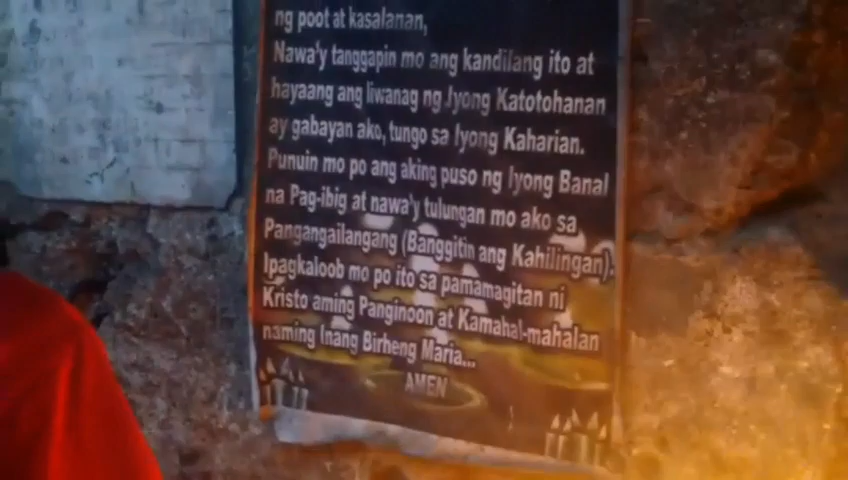 ng poot at kasalanan,
Nawa'y tanggapin mo ang kandilang ito at
hayaang ang liwanag ng Iyong Katotohanan
ay gabayan ako, tungo sa Iyong Kaharian.
Punuin mo po ang aking puso ng Iyong Banal
na Pag-ibig at nawa'y tulungan mo ako sa
Pangangailangang (Banggitin ang Kahilingan).
Ipagkaloob mo po ito sa pamamagitan ni
Kristo aming Panginoon at Kamahal-mahalan
naming Inang Birheng Maria...
AMEN